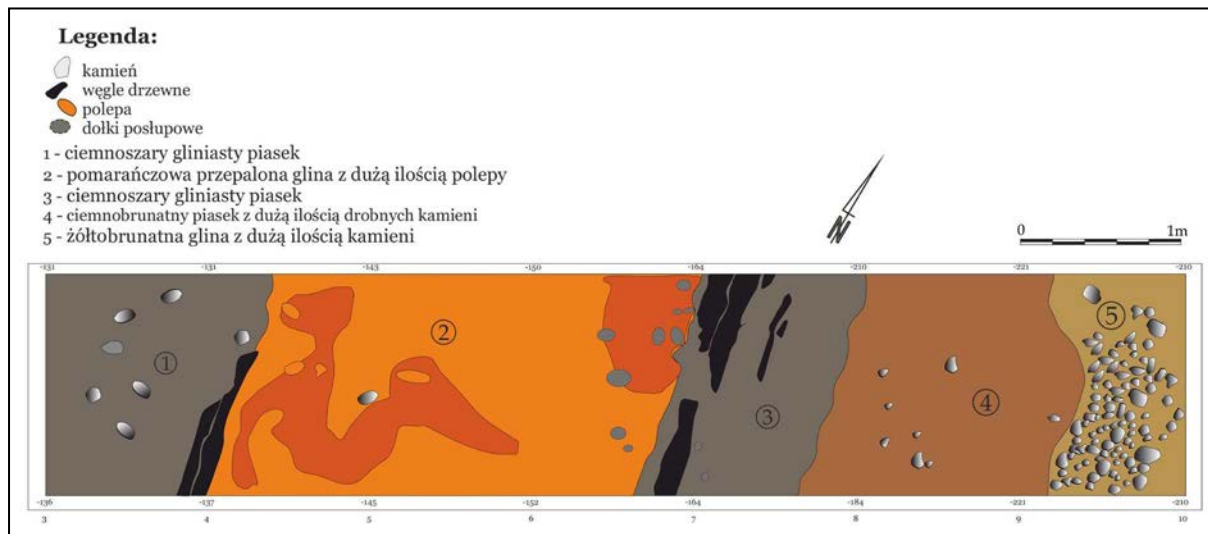 Legenda:
kamień
węgle drzewne
polepa
dołki posłupowe
1 - ciemnoszary gliniasty piasek
2 - pomarańczowa przepalona glina z dużą ilością polepy
3 - ciemnoszary gliniasty piasek
4 - ciemnobrunatny piasek z dużą ilością drobnych kamieni
5 - żółtobrunatna glina z dużą ilością kamieni
N
0 1m
-131 -131 -143 -150 -164 -210 -221 -210
5
2
1
3
4
-136 -137 -145 -152 -164 -184 -221 -210
3 4 5 6 7 8 9 10